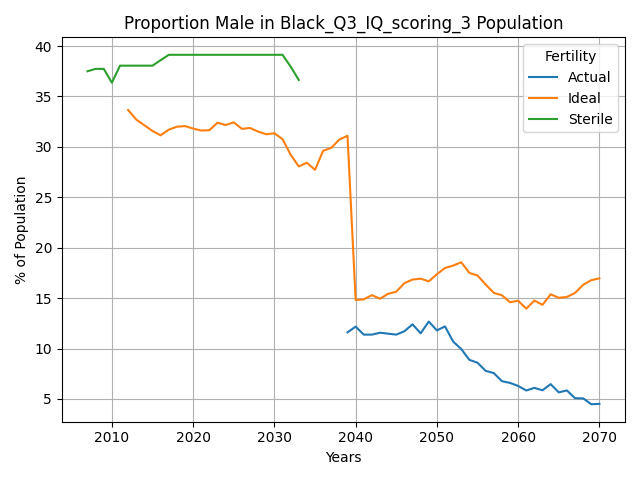 Proportion Male in Black_Q3_IQ_scoring_3 Population
% of Population
40
35
30
25
20
15
10
5
Fertility
Actual
Ideal
Sterile
2010
2020
2030
2040
2050
2060
2070
Years